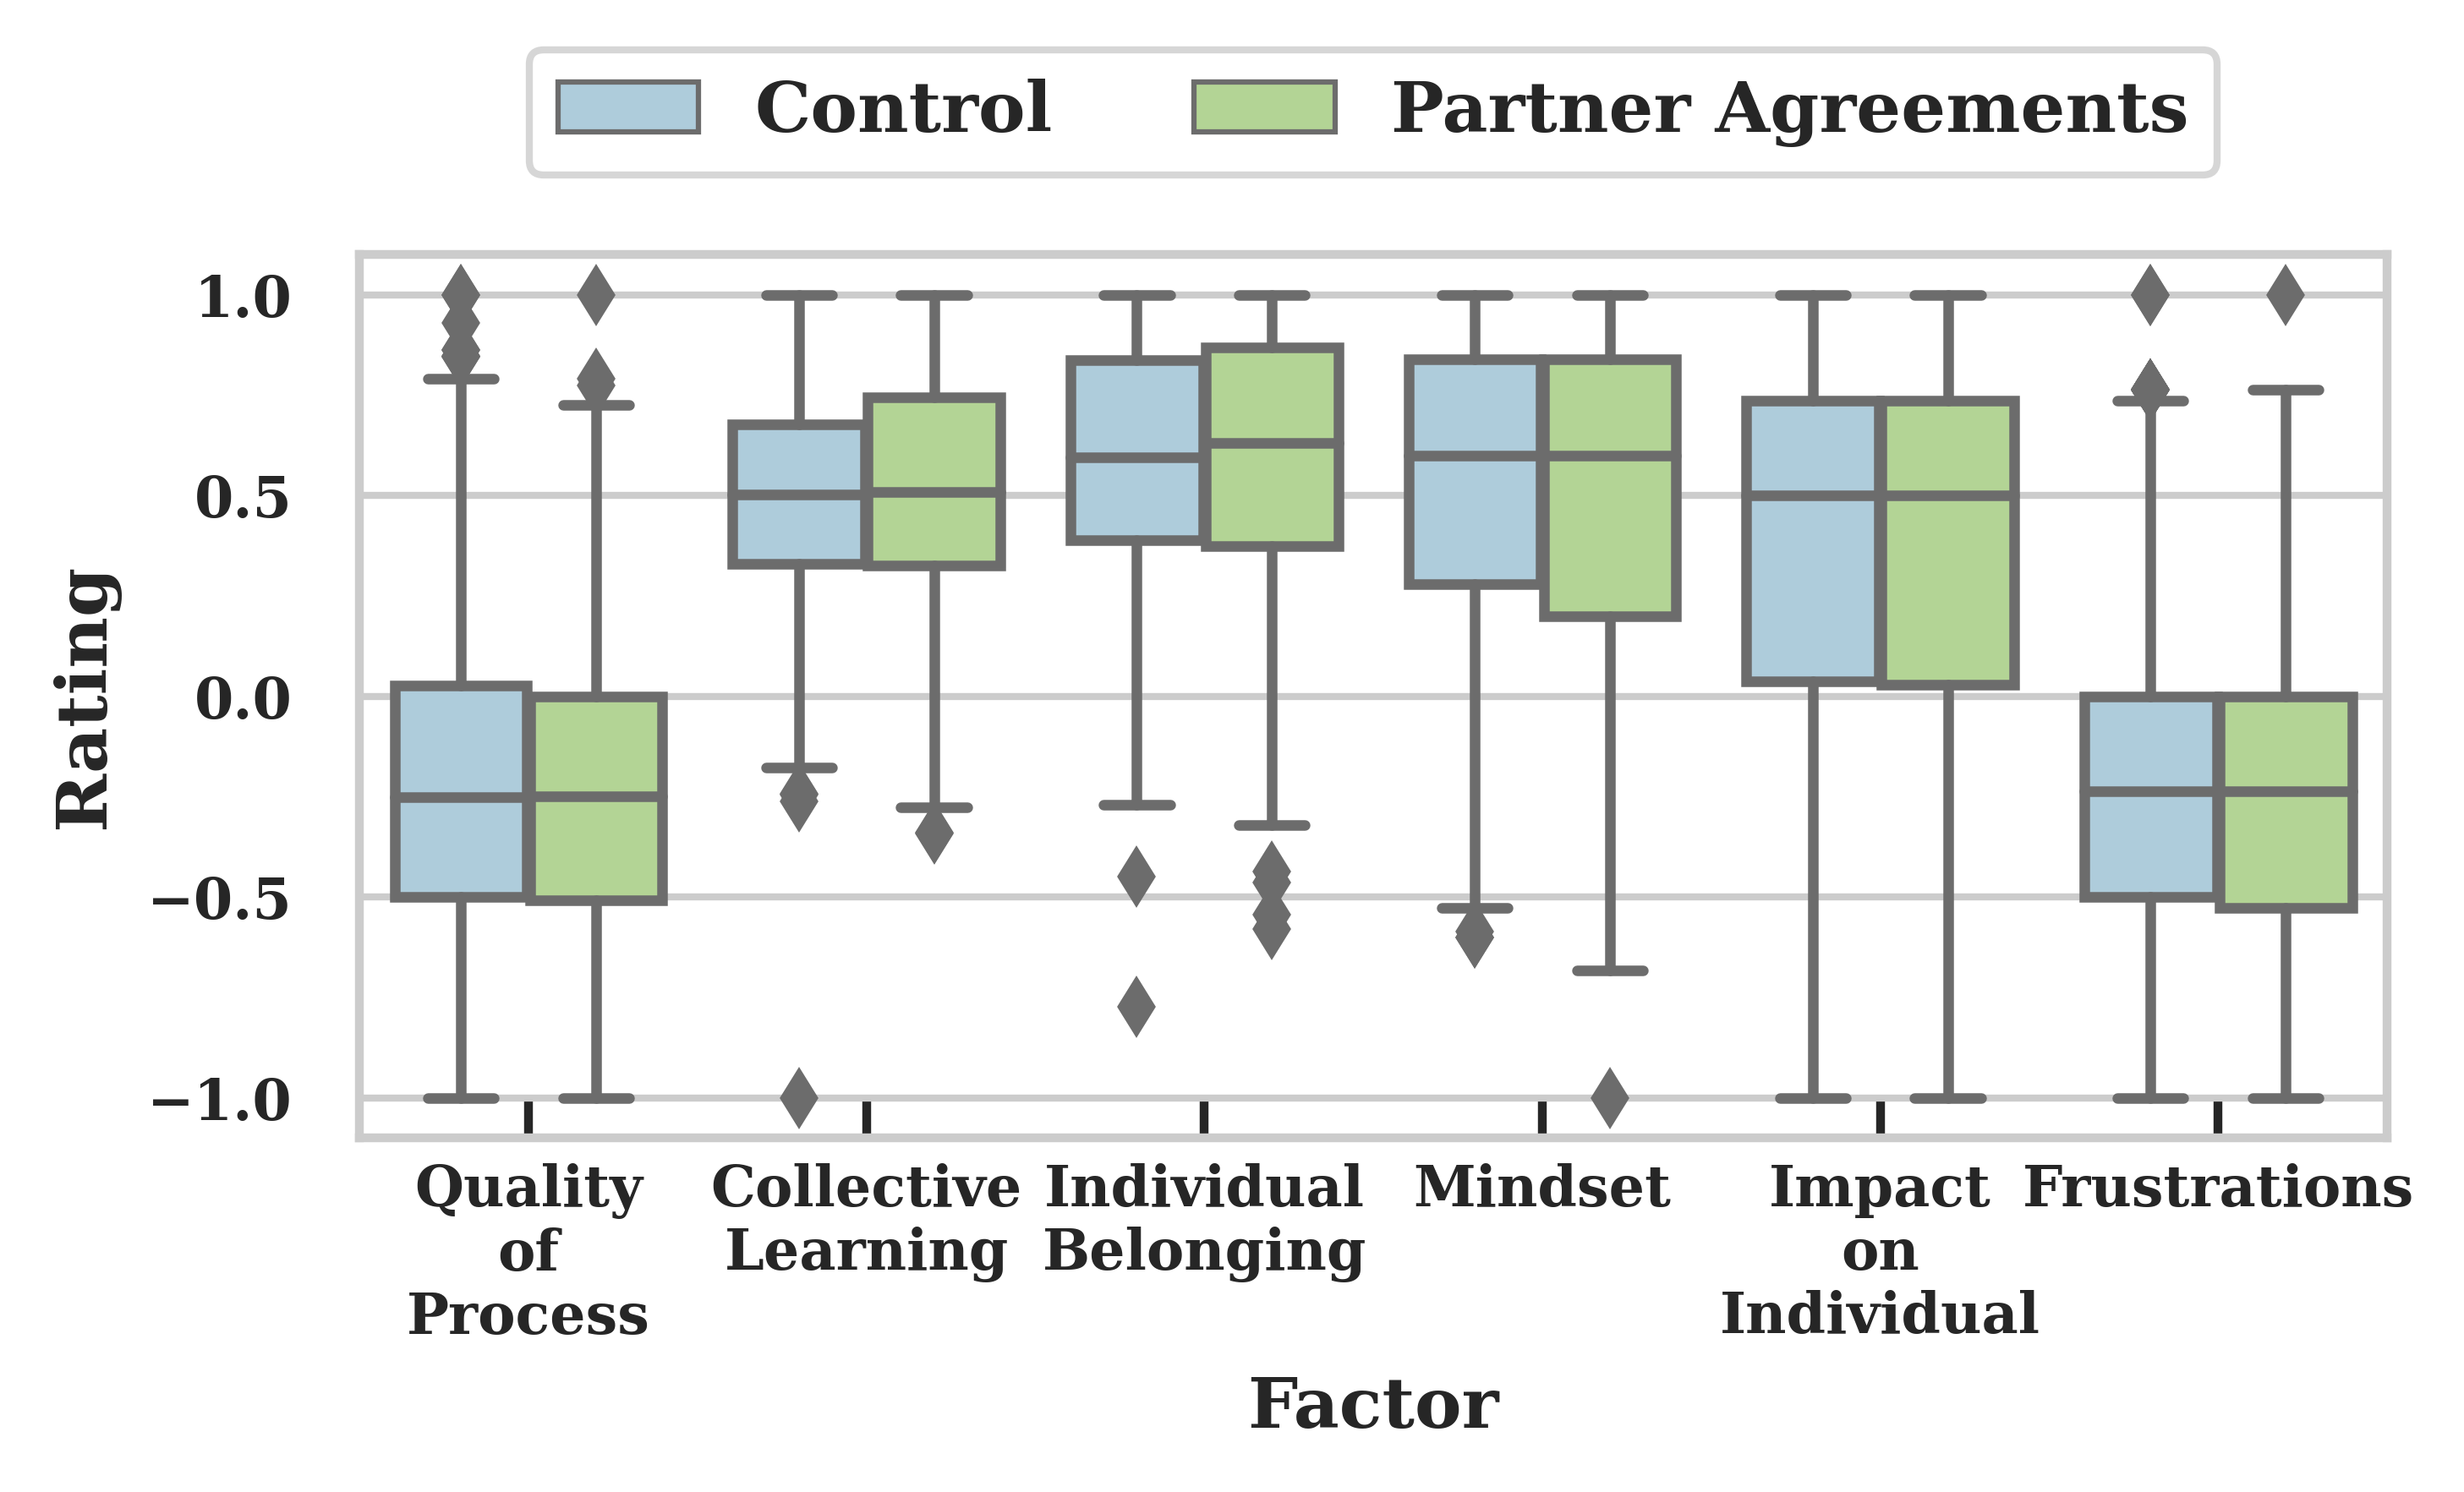 Control Partner Agreements
1.0
0.5
0.0
−0.5
−1.0
Rating
Quality
of
Process
Collective
Learning
Individual
Belonging
Mindset
Impact
on
Individual
Frustrations
Factor